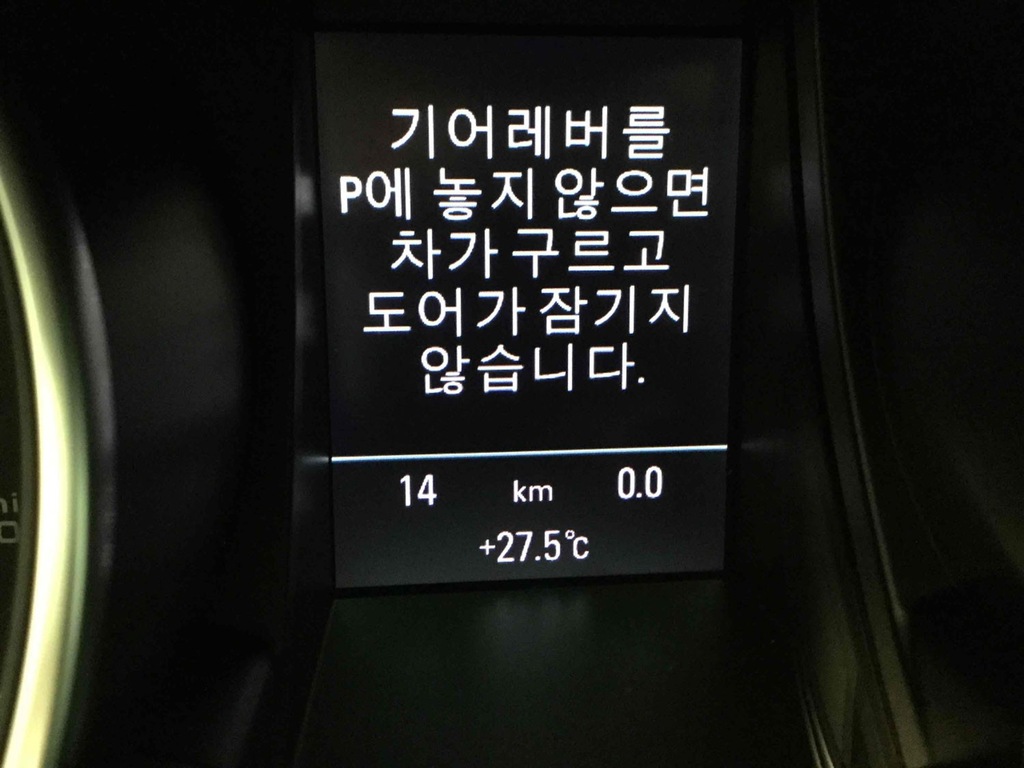 기어레버를
P에 놓지 않으면
차가 구르고
도어가 잠기지
않습니다.
14 km 0.0
+27.5°C